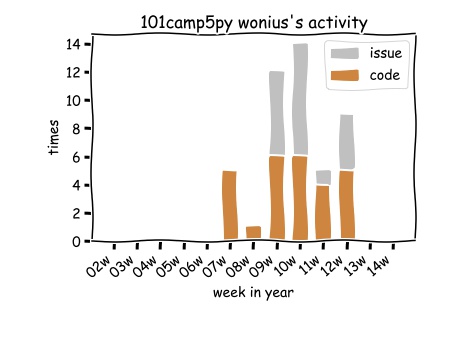 101camp5py wonius's activity
issue
code
times
14
12
10
8
6
4
2
0
02w 03w 04w 05w 06w 07w 08w 09w 10w 11w 12w 13w 14w
week in year